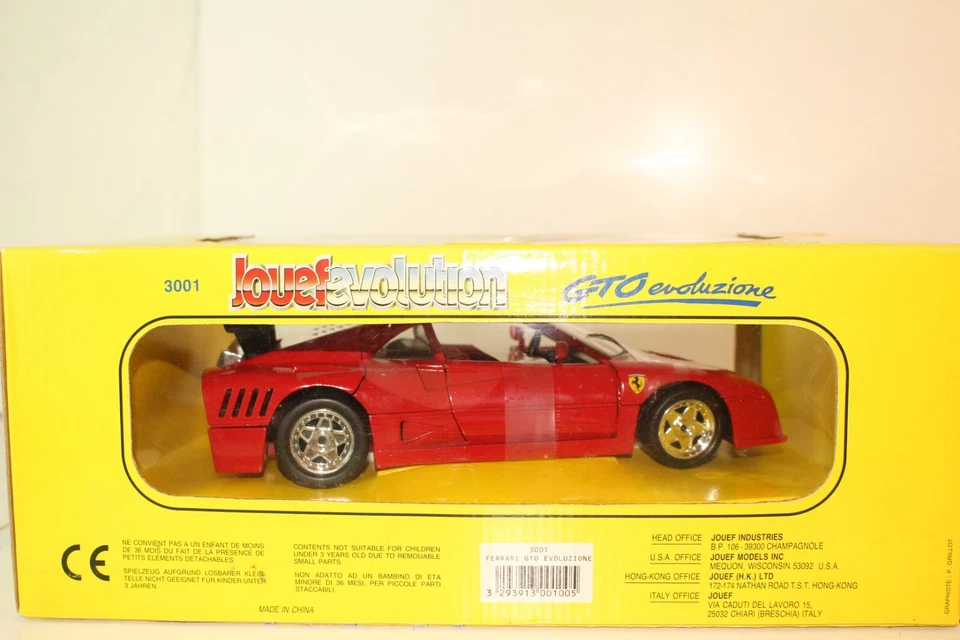 3001
Jouefevolution
GTO evoluzione
CE
NE CONVIENT PAS A UN ENFANT DE MOINS
DE 36 MOIS DU FAIT DE LA PRESENCE DE
PETITS ELÉMENTS DÉTACHABLES.
SPIELZEUG AUFGRUND LOSBARER KLEIN-
TELLE NICHT GEEIGNET FUR KINDER UNTER
3 JAHREN.
MADE IN CHINA
CONTENTS NOT SUITABLE FOR CHILDREN
UNDER 3 YEARS OLD DUE TO REMOUABLE
SMALL PARTS.
NON ADATTO AD UN BAMBINO DI ETA
MINORE DI 36 MESI, PER PICCOLE PARTI
STACCABILI.
3001
FERRARI GTO EVOLUZIONE
3 293913 001005
HEAD OFFICE JOUEF INDUSTRIES
B.P. 106 - 39300 CHAMPAGNOLE
U.S.A. OFFICE JOUEF MODELS INC
MEQUON, WISCONSIN 53092 U.S.A.
HONG-KONG OFFICE JOUEF (H.K.) LTD
172-174 NATHAN ROAD T.S.T. HONG-KONG
ITALY OFFICE JOUEF
VIA CADUTI DEL LAVORO 15,
25032 CHIARI (BRESCHIA) ITALY
GRAPHISTE P. GRILLOT